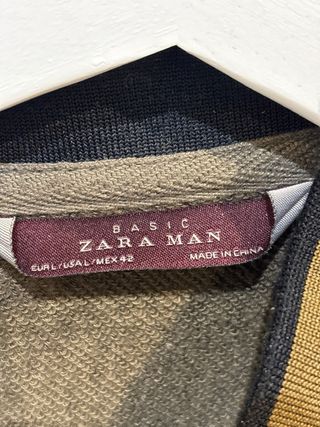 BASIC
ZARA MAN
EUR L / USA L / MEX 42 MADE IN CHINA